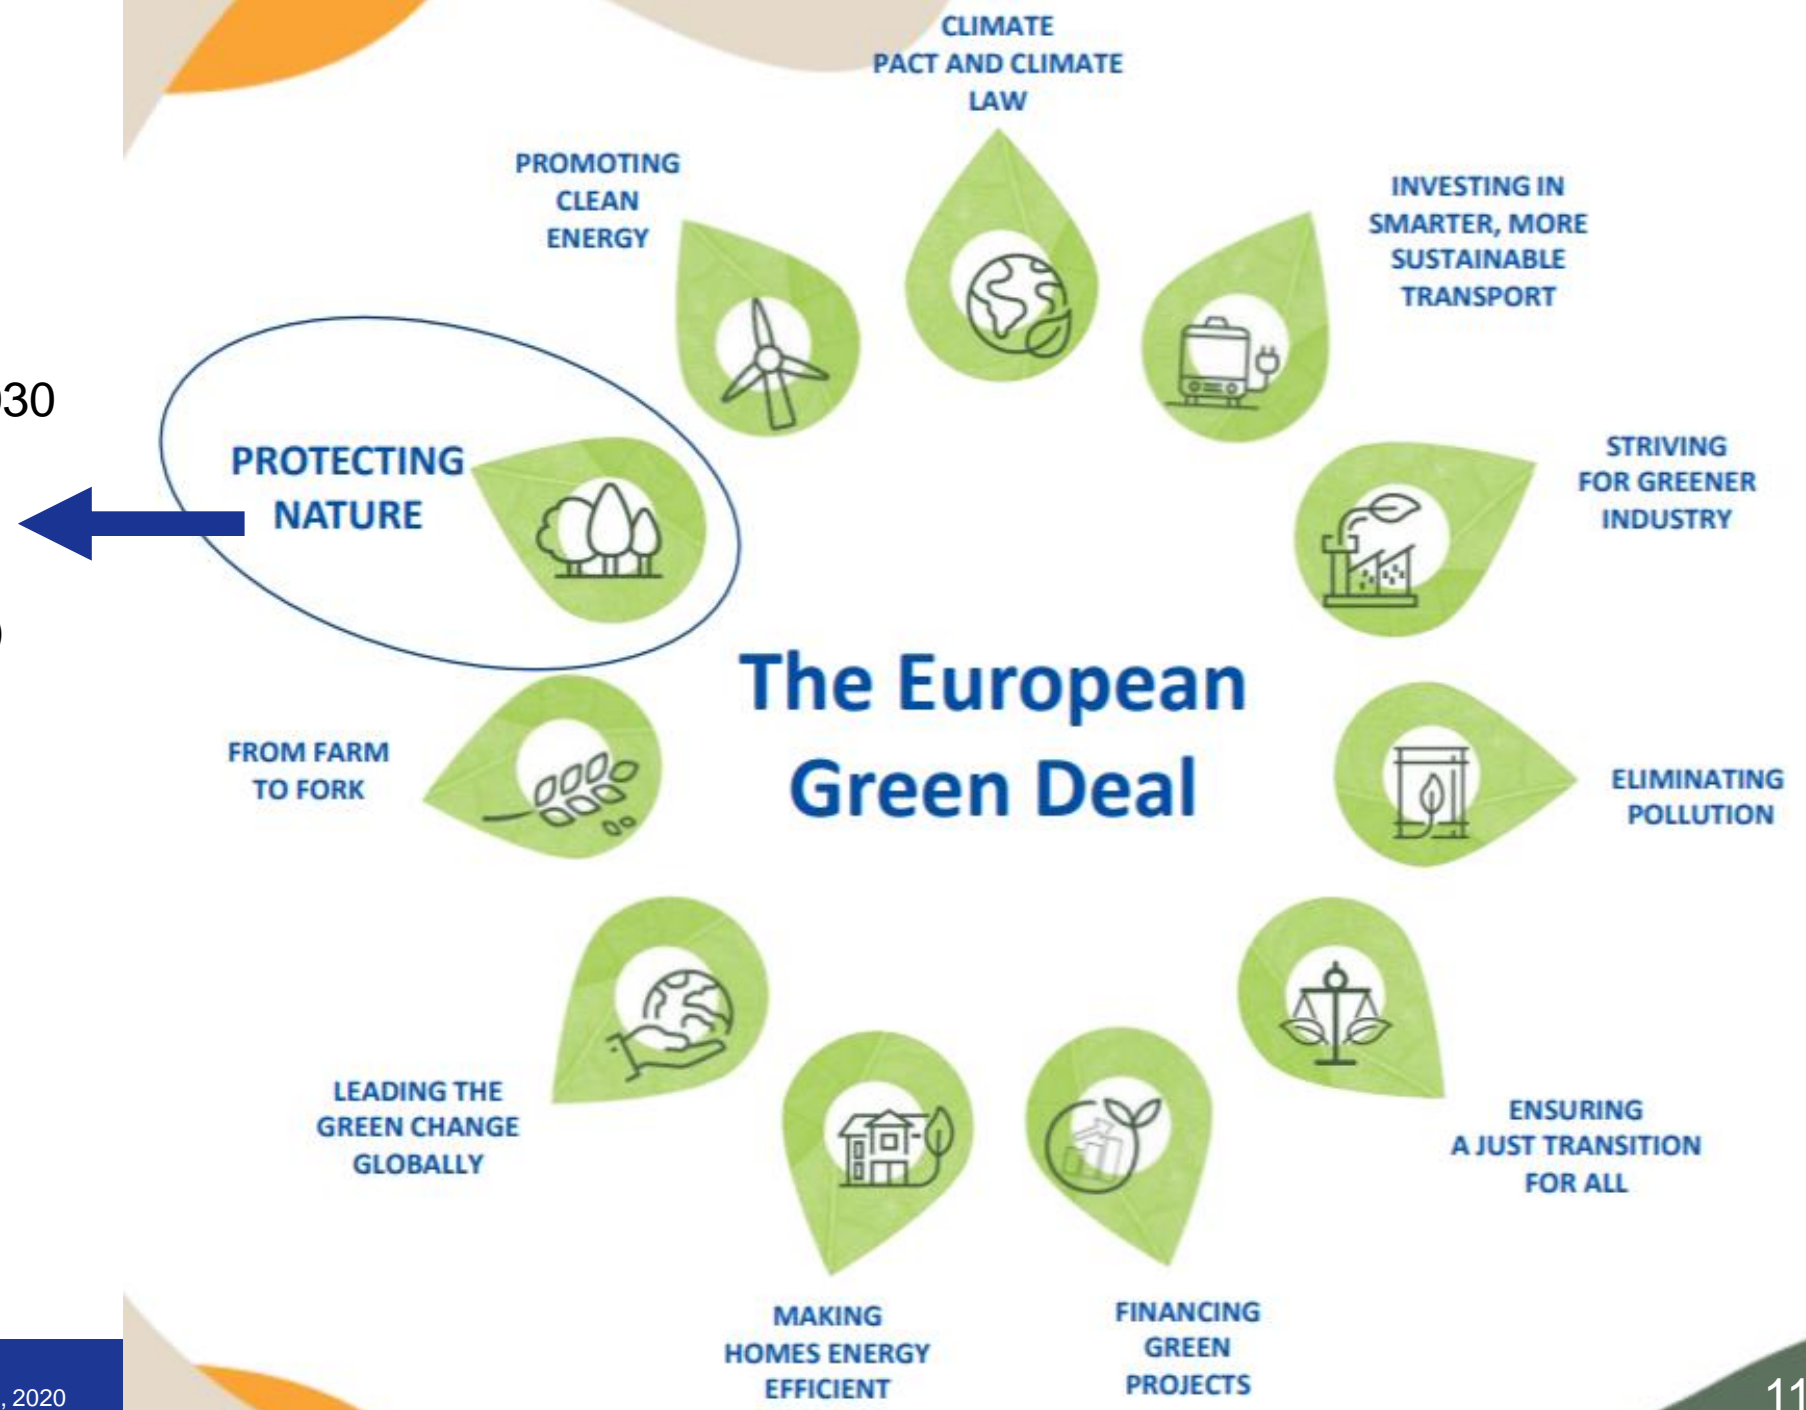 CLIMATE
PACT AND CLIMATE
LAW
PROMOTING
CLEAN
ENERGY
INVESTING IN
SMARTER, MORE
SUSTAINABLE
TRANSPORT
030
PROTECTING
NATURE
STRIVING
FOR GREENER
INDUSTRY
)
The European
Green Deal
FROM FARM
TO FORK
ELIMINATING
POLLUTION
LEADING THE
GREEN CHANGE
GLOBALLY
ENSURING
A JUST TRANSITION
FOR ALL
MAKING
HOMES ENERGY
EFFICIENT
FINANCING
GREEN
PROJECTS
, 2020
11